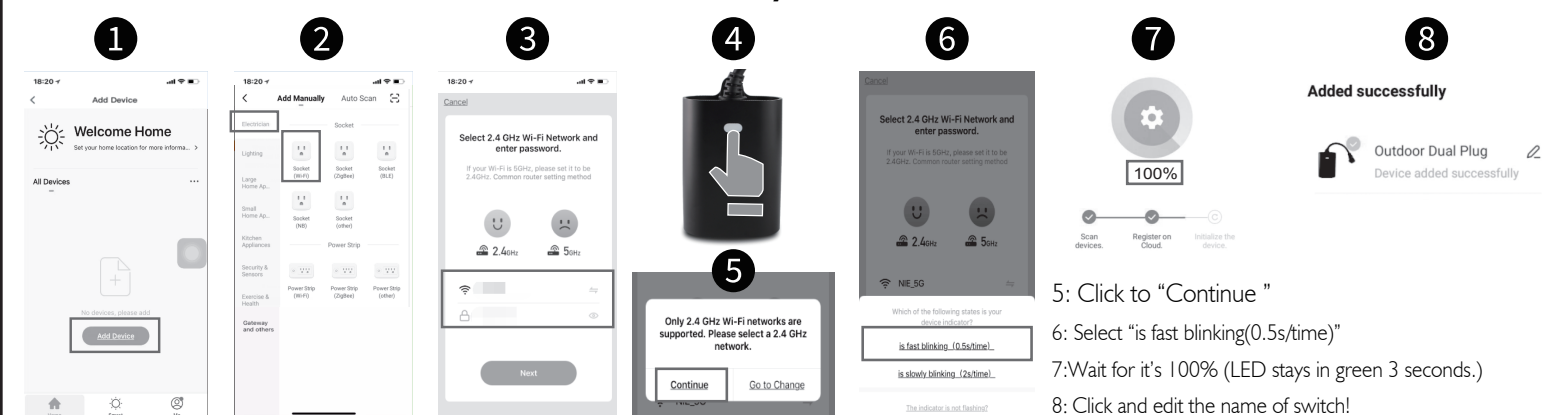 1
2
3
4
6
7
8
18:20
Add Device
Welcome Home
Set your home location for more informa...
All Devices
No devices, please add
Add Device
18:20
Add Manually
Auto Scan
Electrician
Socket
Lighting
Socket
(Wi-Fi)
Socket
(ZigBee)
Socket
(BLE)
Large
Home Ap...
Small
Home Ap...
Socket
(NB)
Socket
(other)
Kitchen
Appliances
Power Strip
Security &
Sensors
Power Strip
(Wi-Fi)
Power Strip
(ZigBee)
Power Strip
(other)
Exercise &
Health
Gateway
and others
18:20
Cancel
Select 2.4 GHz Wi-Fi Network and
enter password.
If your Wi-Fi is 5GHz, please set it to be
2.4GHz. Common router setting method
2.4GHz
5GHz
Next
5
Only 2.4 GHz Wi-Fi networks are
supported. Please select a 2.4 GHz
network.
Continue
Go to Change
Cancel
Select 2.4 GHz Wi-Fi Network and
enter password.
If your Wi-Fi is 5GHz, please set it to be
2.4GHz. Common router setting method
2.4GHz
5GHz
NIE_5G
Which of the following states is your
device indicator?
is fast blinking (0.5s/time)
is slowly blinking (2s/time)
The indicator is not flashing?
100%
Scan
devices.
Register on
Cloud.
Initialize the
device.
Added successfully
Outdoor Dual Plug
Device added successfully
5: Click to “Continue ”
6: Select “is fast blinking(0.5s/time)”
7:Wait for it’s 100% (LED stays in green 3 seconds.)
8: Click and edit the name of switch!